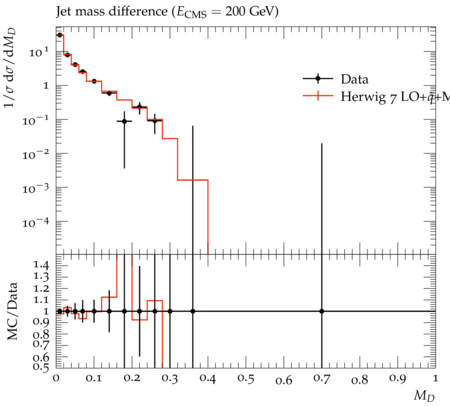 Jet mass difference (E_CMS = 200 GeV)
1/σ dσ/dM_D
10^1
1
10^−1
10^−2
10^−3
10^−4
Data
Herwig 7 LO+q̃+M
MC/Data
1.4
1.3
1.2
1.1
1
0.9
0.8
0.7
0.6
0.5
0 0.1 0.2 0.3 0.4 0.5 0.6 0.7 0.8 0.9 1
M_D